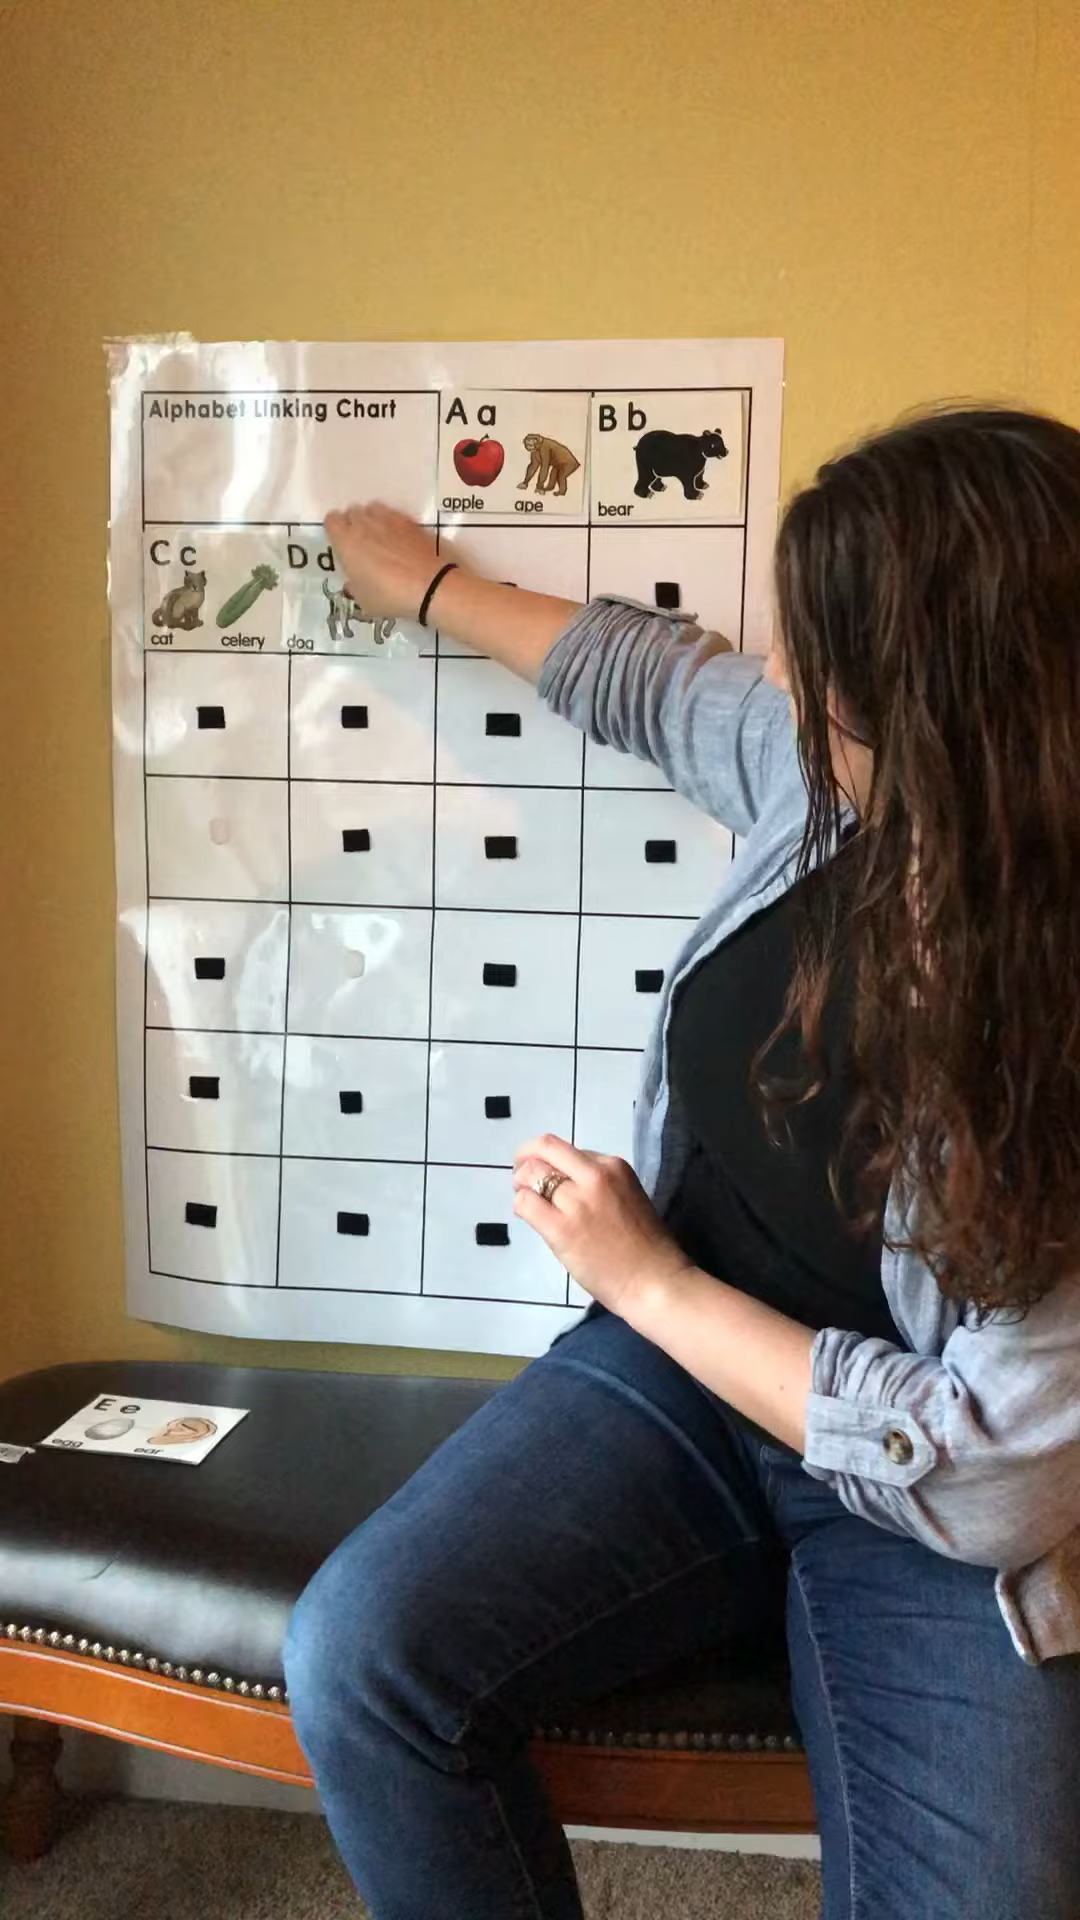 Alphabet Linking Chart
A a
apple ape
B b
bear
C c
cat celery
D d
dog
E e
egg ear